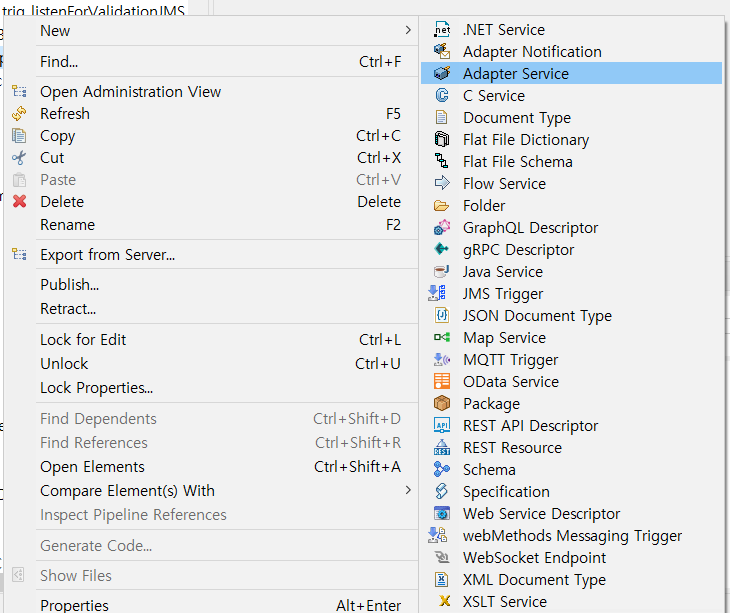 trig_listenForValidationJMS
New
Find... Ctrl+F
Open Administration View
Refresh F5
Copy Ctrl+C
Cut Ctrl+X
Paste Ctrl+V
Delete Delete
Rename F2
Export from Server...
Publish...
Retract...
Lock for Edit Ctrl+L
Unlock Ctrl+U
Lock Properties...
Find Dependents Ctrl+Shift+D
Find References Ctrl+Shift+R
Open Elements Ctrl+Shift+A
Compare Element(s) With
Inspect Pipeline References
Generate Code...
Show Files
Properties Alt+Enter
.NET Service
Adapter Notification
Adapter Service
C Service
Document Type
Flat File Dictionary
Flat File Schema
Flow Service
Folder
GraphQL Descriptor
gRPC Descriptor
Java Service
JMS Trigger
JSON Document Type
Map Service
MQTT Trigger
OData Service
Package
REST API Descriptor
REST Resource
Schema
Specification
Web Service Descriptor
webMethods Messaging Trigger
WebSocket Endpoint
XML Document Type
XSLT Service